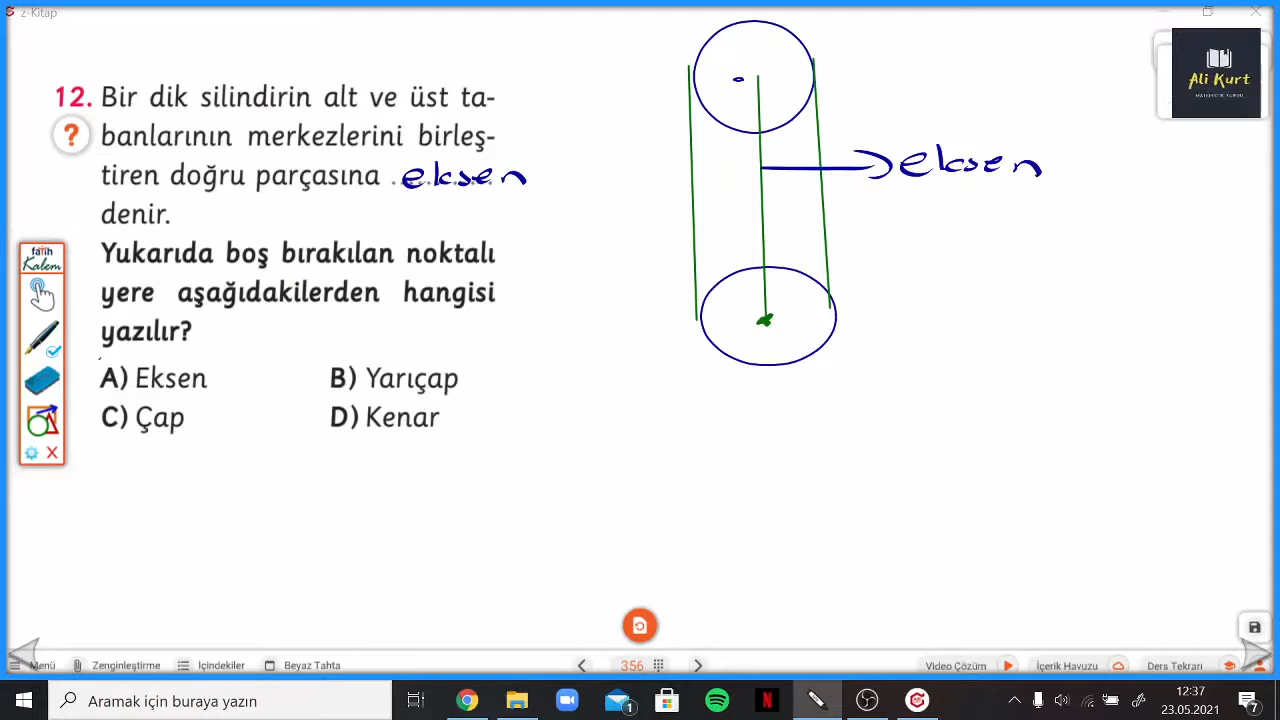 z-Kitap
Ali Kurt
12. Bir dik silindirin alt ve üst ta-
? banlarının merkezlerini birleş-
tiren doğru parçasına eksen
denir.
eksen
Yukarıda boş bırakılan noktalı
yere aşağıdakilerden hangisi
yazılır?
A) Eksen B) Yarıçap
C) Çap D) Kenar
fatih
Kalem
Menü Zenginleştirme İçindekiler Beyaz Tahta 356 Video Çözüm İçerik Havuzu Ders Tekrarı
Aramak için buraya yazın 1 12:37
23.05.2021 7